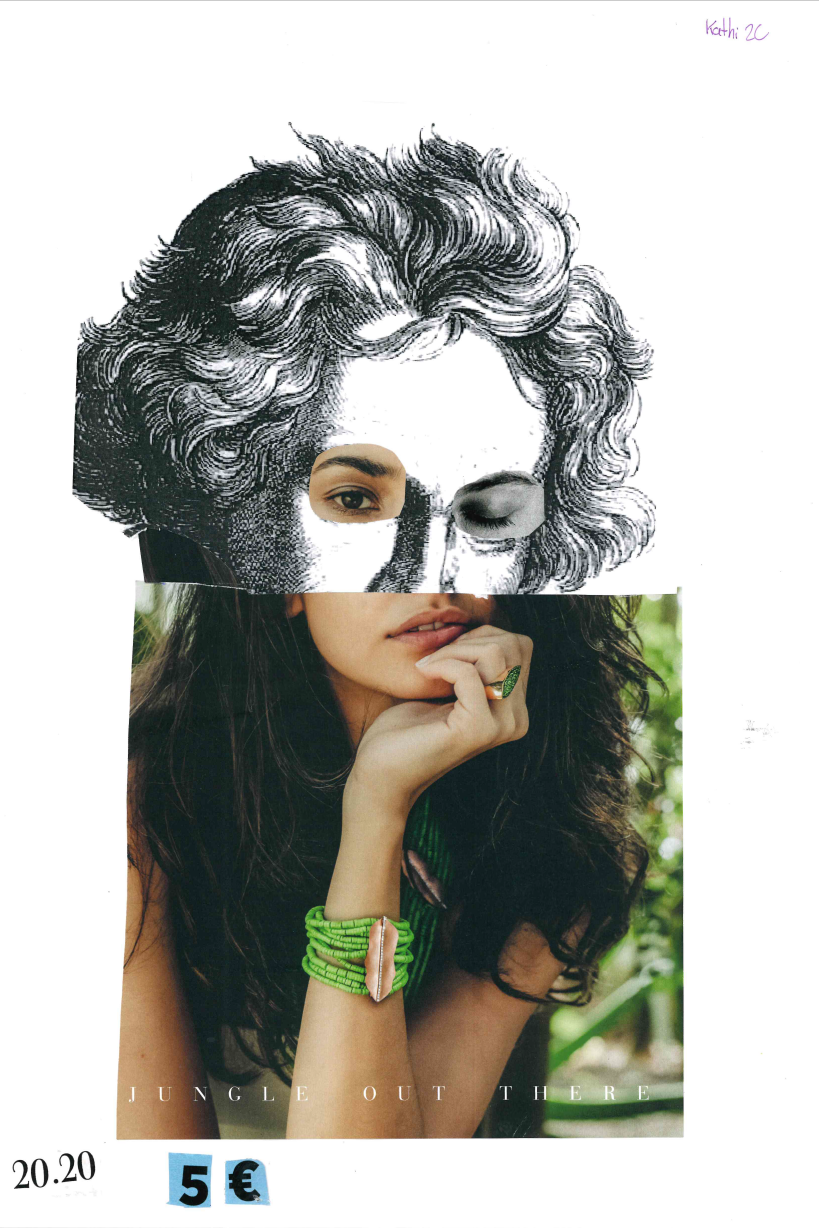 Kathi 2C
JUNGLE OUT THERE
20.20
5 €